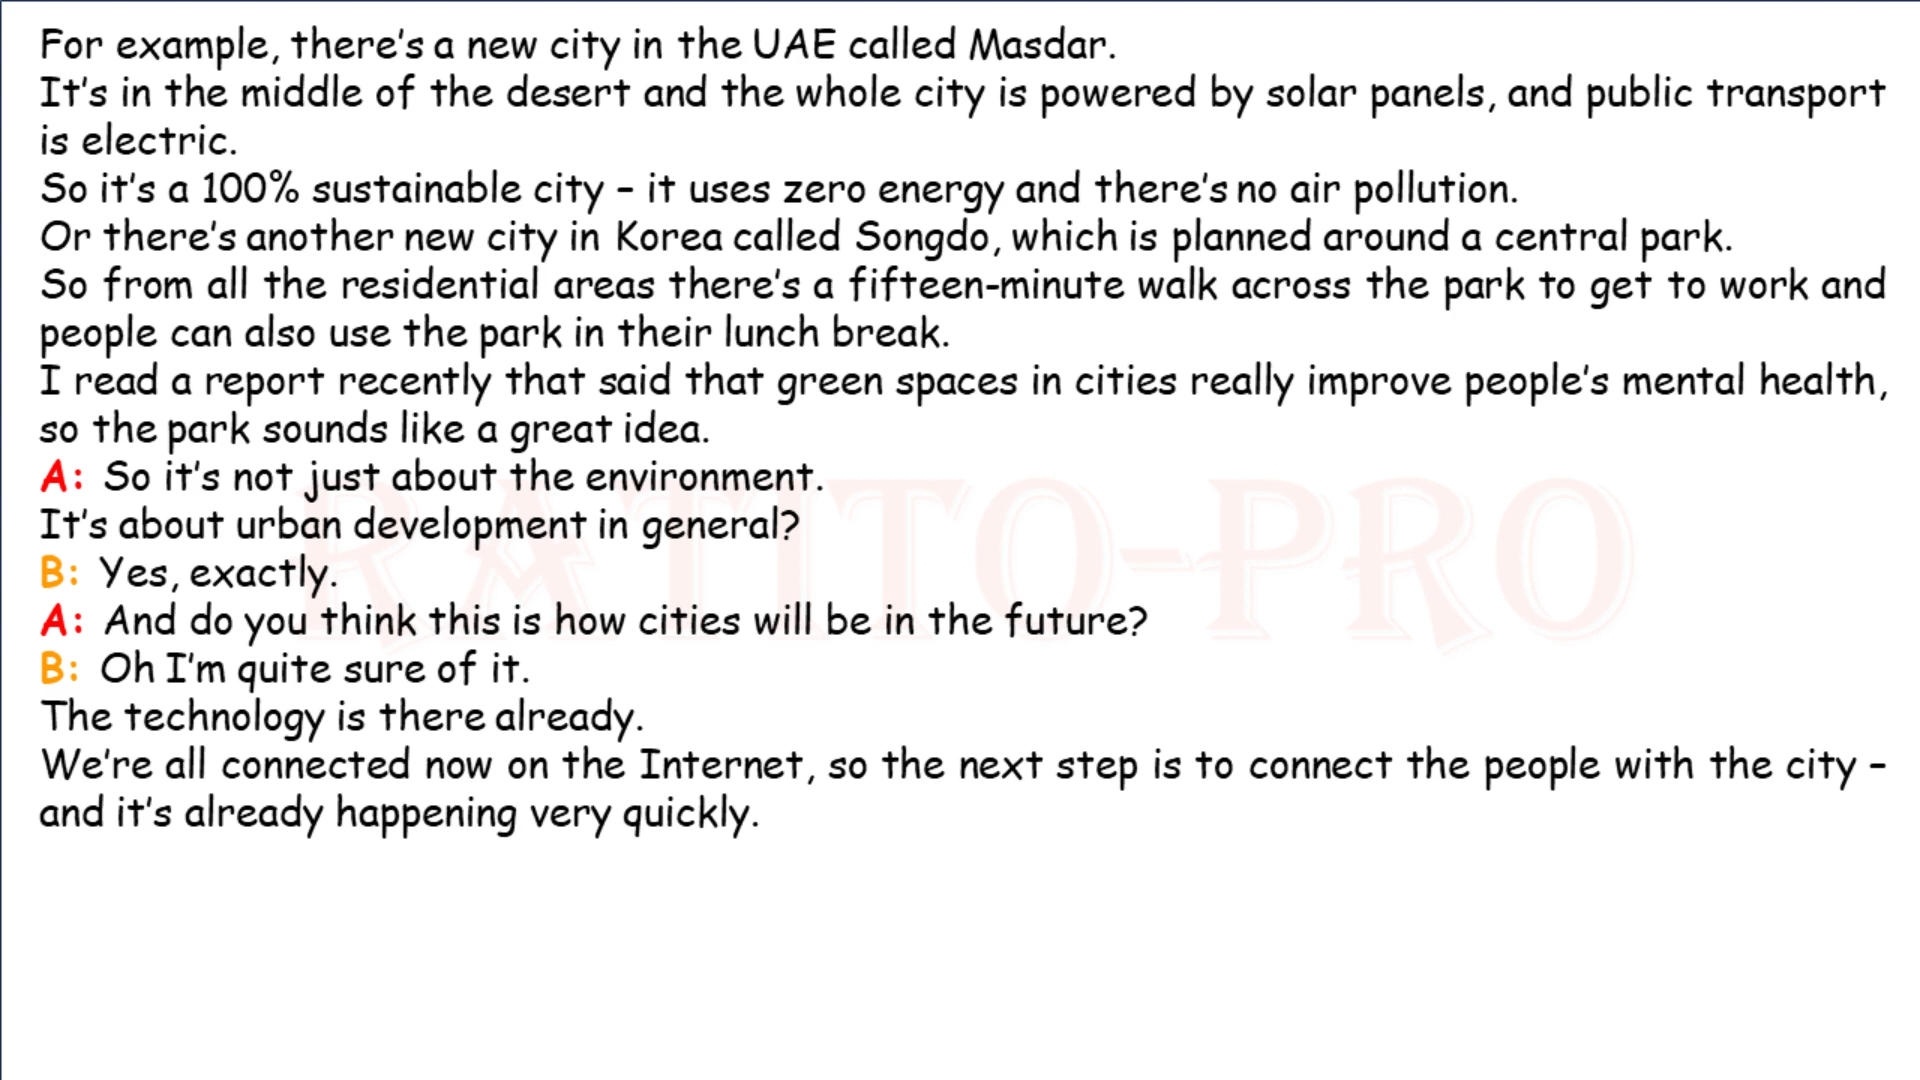 For example, there's a new city in the UAE called Masdar.
It's in the middle of the desert and the whole city is powered by solar panels, and public transport
is electric.
So it's a 100% sustainable city – it uses zero energy and there's no air pollution.
Or there's another new city in Korea called Songdo, which is planned around a central park.
So from all the residential areas there's a fifteen-minute walk across the park to get to work and
people can also use the park in their lunch break.
I read a report recently that said that green spaces in cities really improve people's mental health,
so the park sounds like a great idea.
A: So it's not just about the environment.
It's about urban development in general?
B: Yes, exactly.
A: And do you think this is how cities will be in the future?
B: Oh I'm quite sure of it.
The technology is there already.
We're all connected now on the Internet, so the next step is to connect the people with the city –
and it's already happening very quickly.
RATITO-PRO